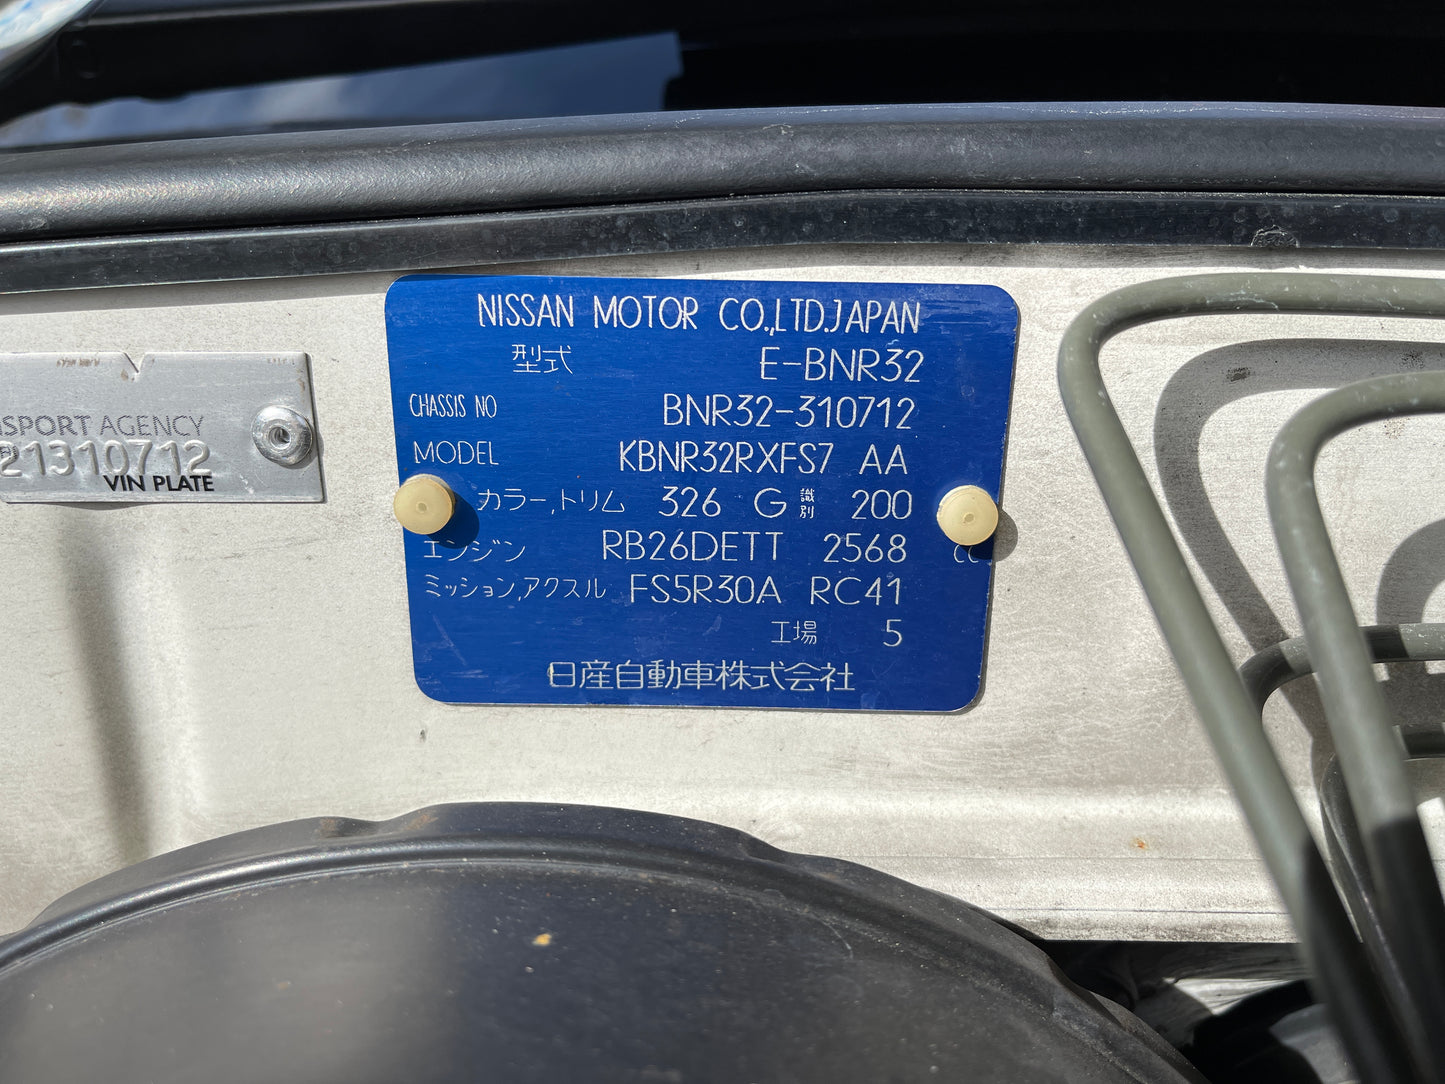 NISSAN MOTOR CO.,LTD.JAPAN
型式 E-BNR32
CHASSIS NO BNR32-310712
MODEL KBNR32RXFS7 AA
カラー,トリム 326 G 識別 200
エンジン RB26DETT 2568 cc
ミッション,アクスル FS5R30A RC41
工場 5
日産自動車株式会社
SPORT AGENCY
21310712
VIN PLATE